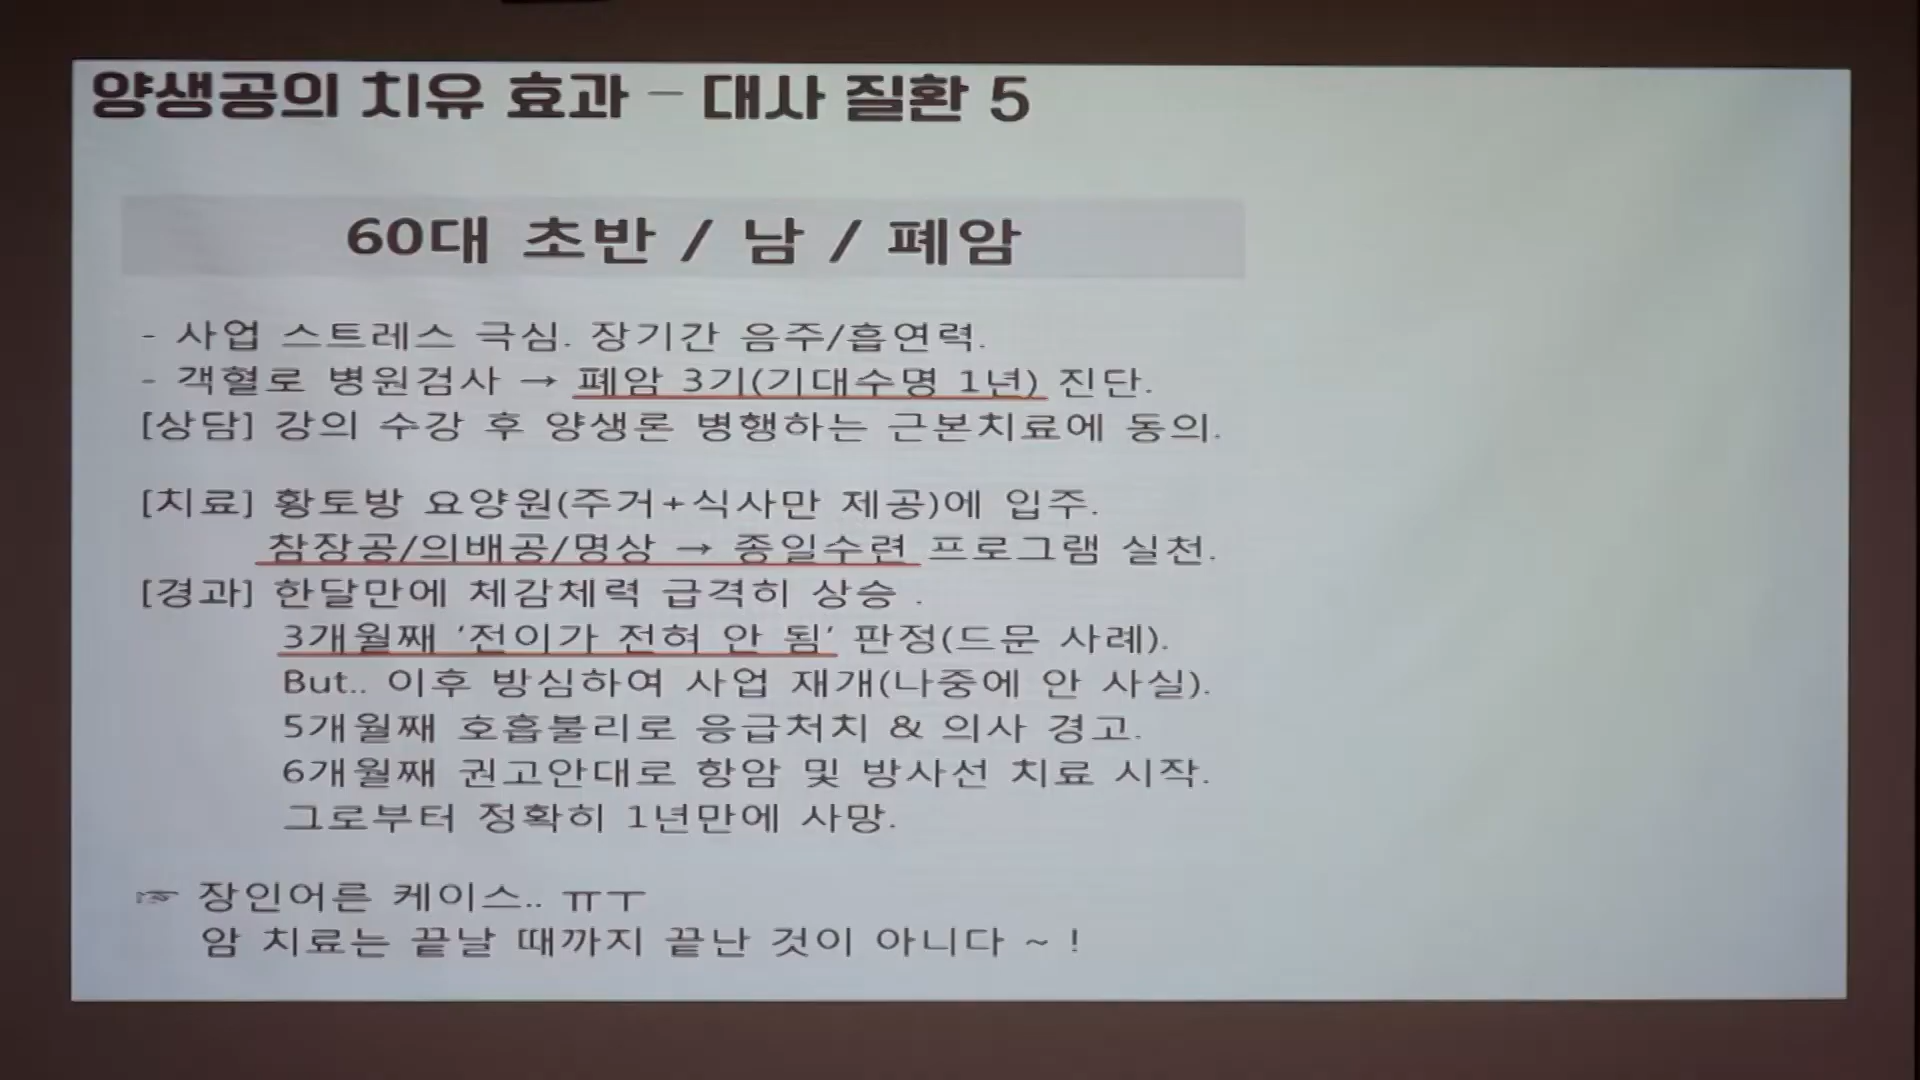 양생공의 치유 효과 – 대사 질환 5
60대 초반 / 남 / 폐암
- 사업 스트레스 극심. 장기간 음주/흡연력.
- 객혈로 병원검사 → 폐암 3기(기대수명 1년) 진단.
[상담] 강의 수강 후 양생론 병행하는 근본치료에 동의.
[치료] 황토방 요양원(주거+식사만 제공)에 입주.
참장공/의배공/명상 → 종일수련 프로그램 실천.
[경과] 한달만에 체감체력 급격히 상승 .
3개월째 ‘전이가 전혀 안 됨’ 판정(드문 사례).
But.. 이후 방심하여 사업 재개(나중에 안 사실).
5개월째 호흡불리로 응급처치 & 의사 경고.
6개월째 권고안대로 항암 및 방사선 치료 시작.
그로부터 정확히 1년만에 사망.
☞ 장인어른 케이스.. ㅠㅜ
암 치료는 끝날 때까지 끝난 것이 아니다 ~ !